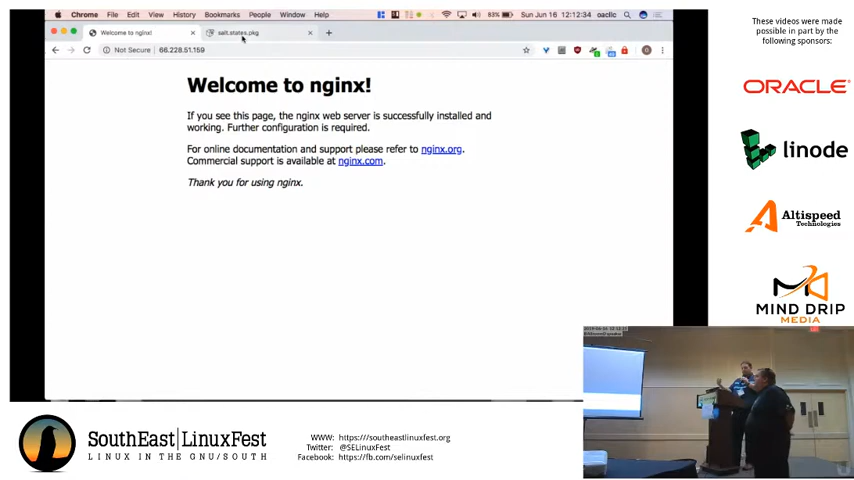 Chrome File Edit View History Bookmarks People Window Help 83% Sun Jun 16 12:12:34 oaclic
Welcome to nginx! salt.states.pkg
Not Secure 66.228.51.159
Welcome to nginx!
If you see this page, the nginx web server is successfully installed and
working. Further configuration is required.
For online documentation and support please refer to nginx.org.
Commercial support is available at nginx.com.
Thank you for using nginx.
These videos were made
possible in part by the
following sponsors:
ORACLE
linode
Altispeed
Technologies
MIND DRIP
MEDIA
SouthEast LinuxFest
LINUX IN THE GNU/SOUTH
WWW: https://southeastlinuxfest.org
Twitter: @SELinuxFest
Facebook: https://fb.com/selinuxfest